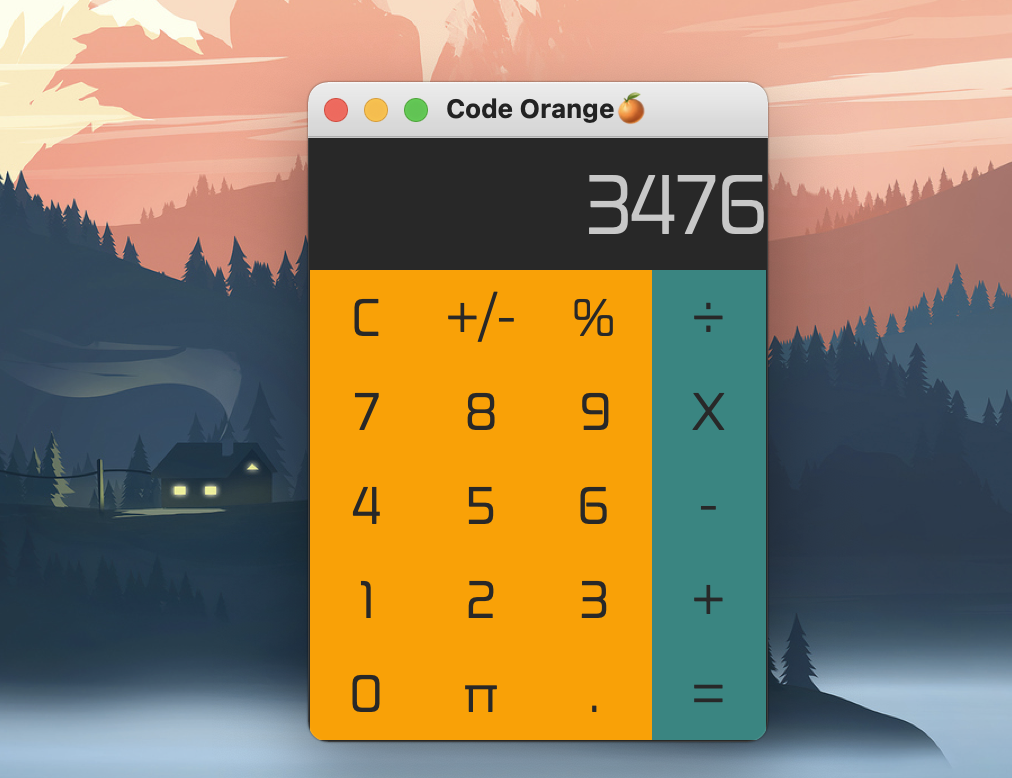 Code Orange🍊
3476
C +/- % ÷
7 8 9 X
4 5 6 -
1 2 3 +
0 π . =